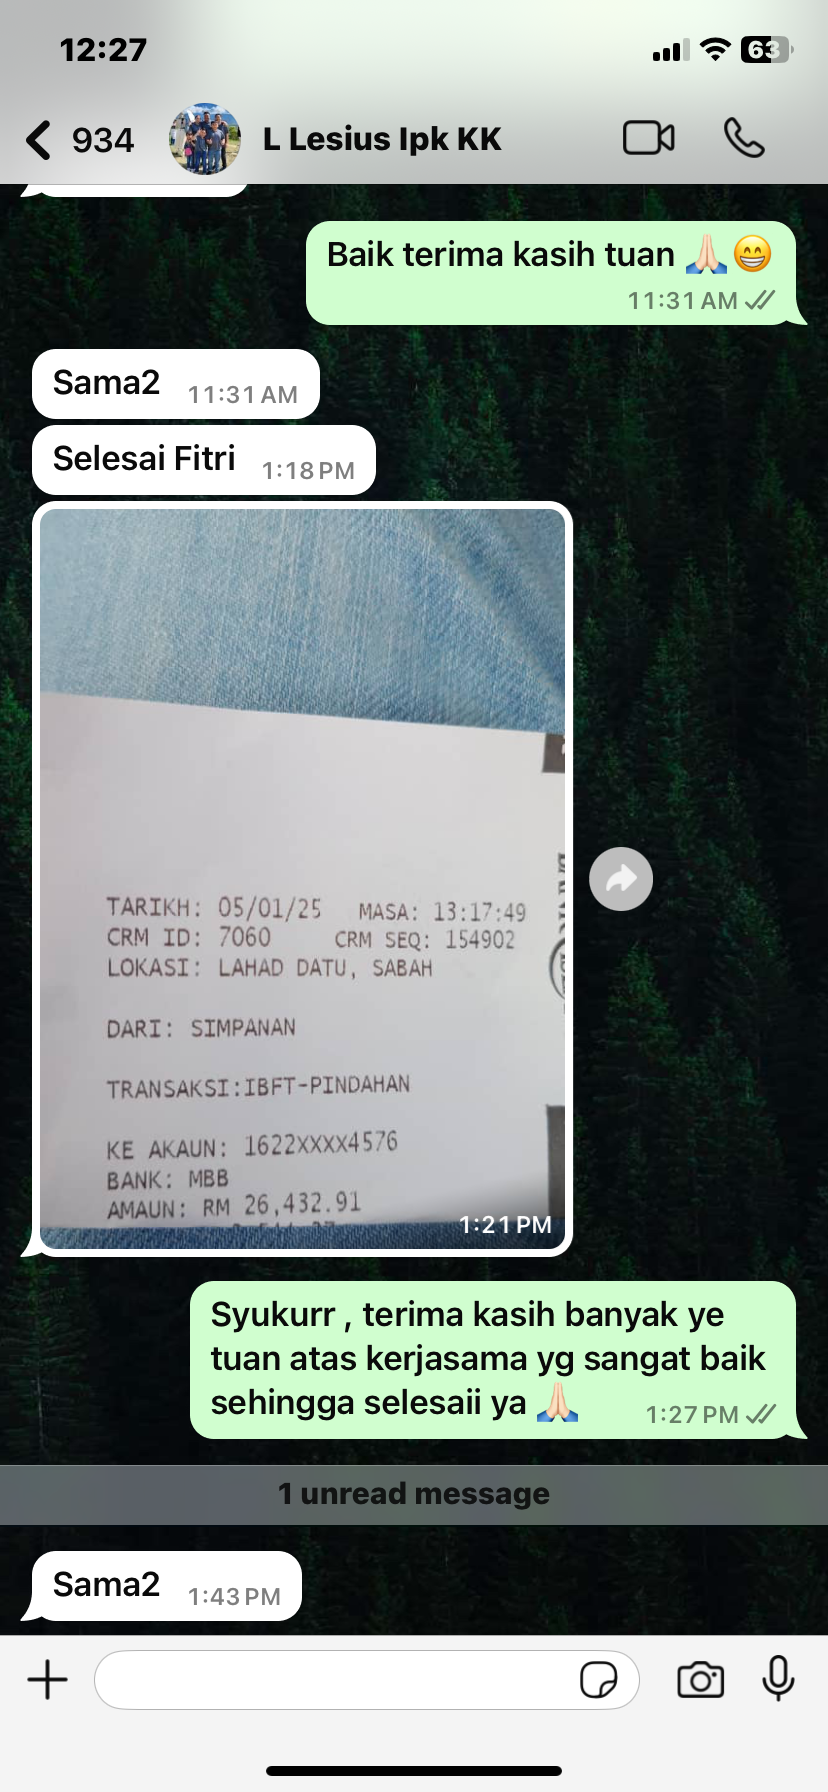 12:27
63
934
L Lesius Ipk KK
Baik terima kasih tuan 🙏🏻😁
11:31 AM
Sama2
11:31 AM
Selesai Fitri
1:18 PM
TARIKH: 05/01/25 MASA: 13:17:49
CRM ID: 7060 CRM SEQ: 154902
LOKASI: LAHAD DATU, SABAH
DARI: SIMPANAN
TRANSAKSI:IBFT-PINDAHAN
KE AKAUN: 1622XXXX4576
BANK: MBB
AMAUN: RM 26,432.91
1:21 PM
Syukurr , terima kasih banyak ye
tuan atas kerjasama yg sangat baik
sehingga selesaii ya 🙏🏻
1:27 PM
1 unread message
Sama2
1:43 PM